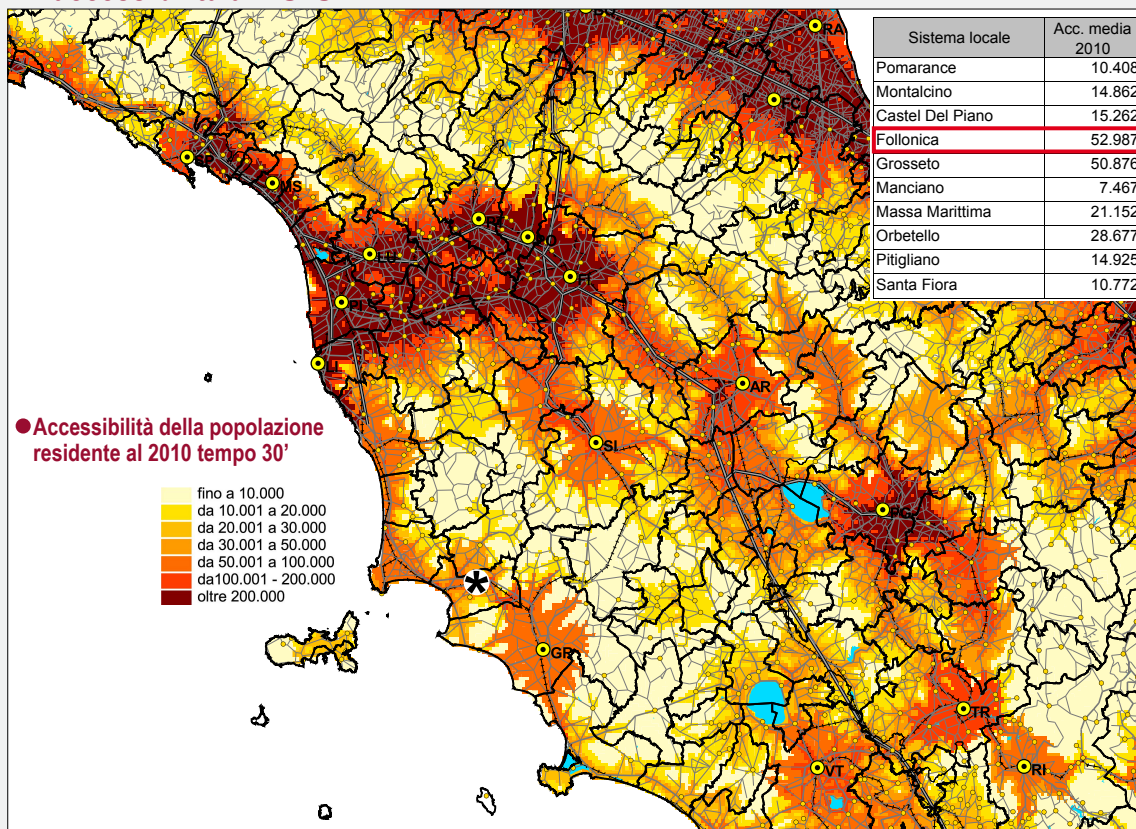 Sistema locale
Acc. media
2010
Pomarance 10.408
Montalcino 14.862
Castel Del Piano 15.262
Follonica 52.987
Grosseto 50.876
Manciano 7.467
Massa Marittima 21.152
Orbetello 28.677
Pitigliano 14.925
Santa Fiora 10.772
RA
FC
MS
AR
SI
●Accessibilità della popolazione
residente al 2010 tempo 30’
fino a 10.000
da 10.001 a 20.000
da 20.001 a 30.000
da 30.001 a 50.000
da 50.001 a 100.000
da100.001 - 200.000
oltre 200.000
*
GR
TR
VT
RI